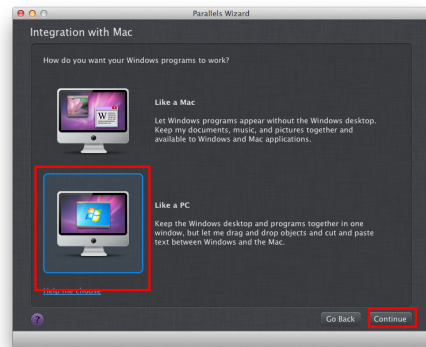 Parallels Wizard
Integration with Mac
How do you want your Windows programs to work?
Like a Mac
Let Windows programs appear without the Windows desktop.
Keep my documents, music, and pictures together and
available to Windows and Mac applications.
W
Like a PC
Keep the Windows desktop and programs together in one
window, but let me drag and drop objects and cut and paste
text between Windows and the Mac.
Help me choose
?
Go Back
Continue